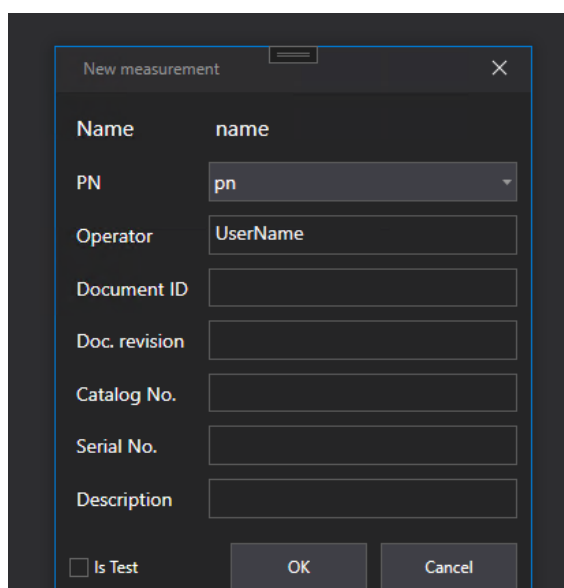 New measurement
Name name
PN pn
Operator UserName
Document ID
Doc. revision
Catalog No.
Serial No.
Description
Is Test OK Cancel